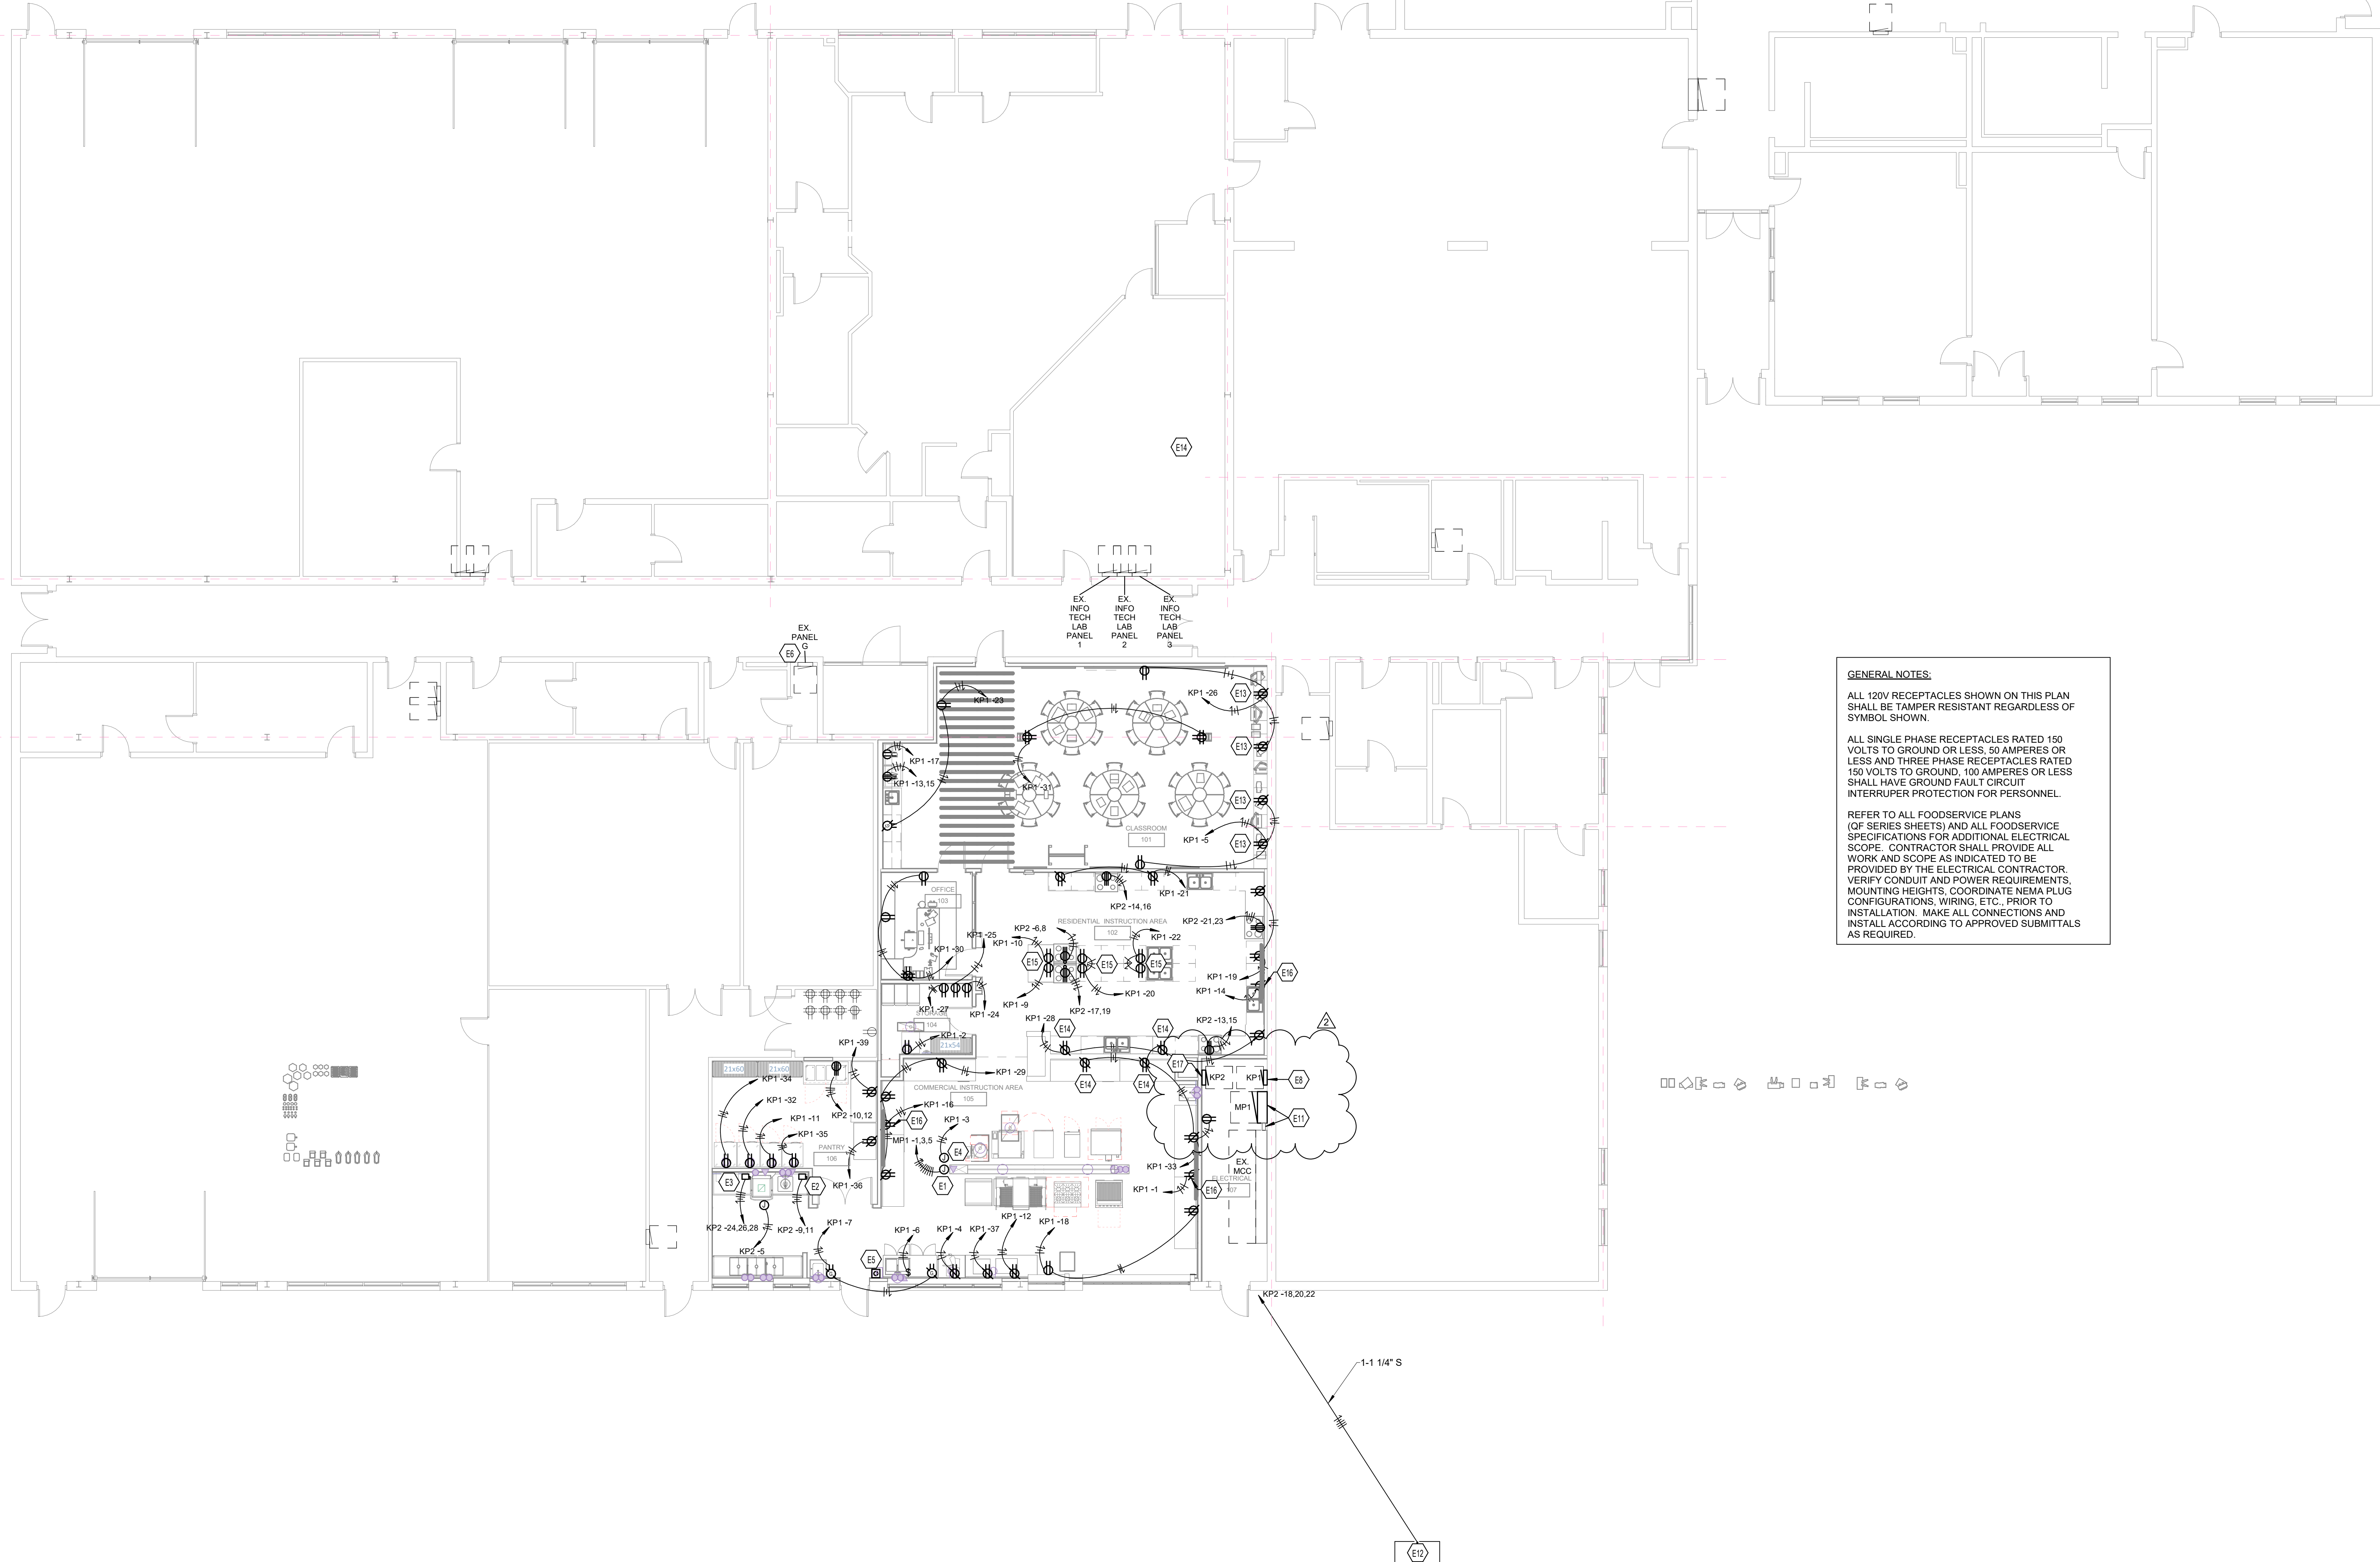 E14
EX.
INFO
TECH
LAB
PANEL
1
EX.
INFO
TECH
LAB
PANEL
2
EX.
INFO
TECH
LAB
PANEL
3
EX.
PANEL
G
E6
GENERAL NOTES:
ALL 120V RECEPTACLES SHOWN ON THIS PLAN
SHALL BE TAMPER RESISTANT REGARDLESS OF
SYMBOL SHOWN.
ALL SINGLE PHASE RECEPTACLES RATED 150
VOLTS TO GROUND OR LESS, 50 AMPERES OR
LESS AND THREE PHASE RECEPTACLES RATED
150 VOLTS TO GROUND, 100 AMPERES OR LESS
SHALL HAVE GROUND FAULT CIRCUIT
INTERRUPER PROTECTION FOR PERSONNEL.
REFER TO ALL FOODSERVICE PLANS
(QF SERIES SHEETS) AND ALL FOODSERVICE
SPECIFICATIONS FOR ADDITIONAL ELECTRICAL
SCOPE. CONTRACTOR SHALL PROVIDE ALL
WORK AND SCOPE AS INDICATED TO BE
PROVIDED BY THE ELECTRICAL CONTRACTOR.
VERIFY CONDUIT AND POWER REQUIREMENTS,
MOUNTING HEIGHTS, COORDINATE NEMA PLUG
CONFIGURATIONS, WIRING, ETC., PRIOR TO
INSTALLATION. MAKE ALL CONNECTIONS AND
INSTALL ACCORDING TO APPROVED SUBMITTALS
AS REQUIRED.
KP1 -23
KP1 -26
E13
E13
KP1 -17
KP1 -13,15
KP1 -31
E13
CLASSROOM
101
KP1 -5
E13
KP1 -21
KP2 -14,16
OFFICE
103
RESIDENTIAL INSTRUCTION AREA
102
KP2 -21,23
KP1 -25
KP2 -6,8
KP1 -10
KP1 -22
KP1 -30
E15
E15
E15
KP1 -19
E16
KP1 -14
KP1 -20
KP1 -9
KP2 -17,19
KP1 -27
KP1 -24
STORAGE
104
KP1 -28
E14
E14
KP2 -13,15
2
KP1 -2
21x54
KP1 -39
E17
KP2
KP1
E8
21x60
21x60
KP1 -34
KP1 -29
COMMERCIAL INSTRUCTION AREA
105
E14
E14
KP1 -32
KP1 -16
KP2 -10,12
KP1 -11
E16
KP1 -3
MP1
E11
KP1 -35
MP1 -1,3,5
E4
PANTRY
106
EX.
MCC
KP1 -33
ELECTRICAL
107
E3
E2
KP1 -36
E1
KP1 -1
E16
KP2 -24,26,28
KP2 -9,11
KP1 -7
KP1 -6
KP1 -4
KP1 -37
KP1 -12
KP1 -18
KP2 -5
E5
J
J
J
$
KP2 -18,20,22
1-1 1/4" S
E12